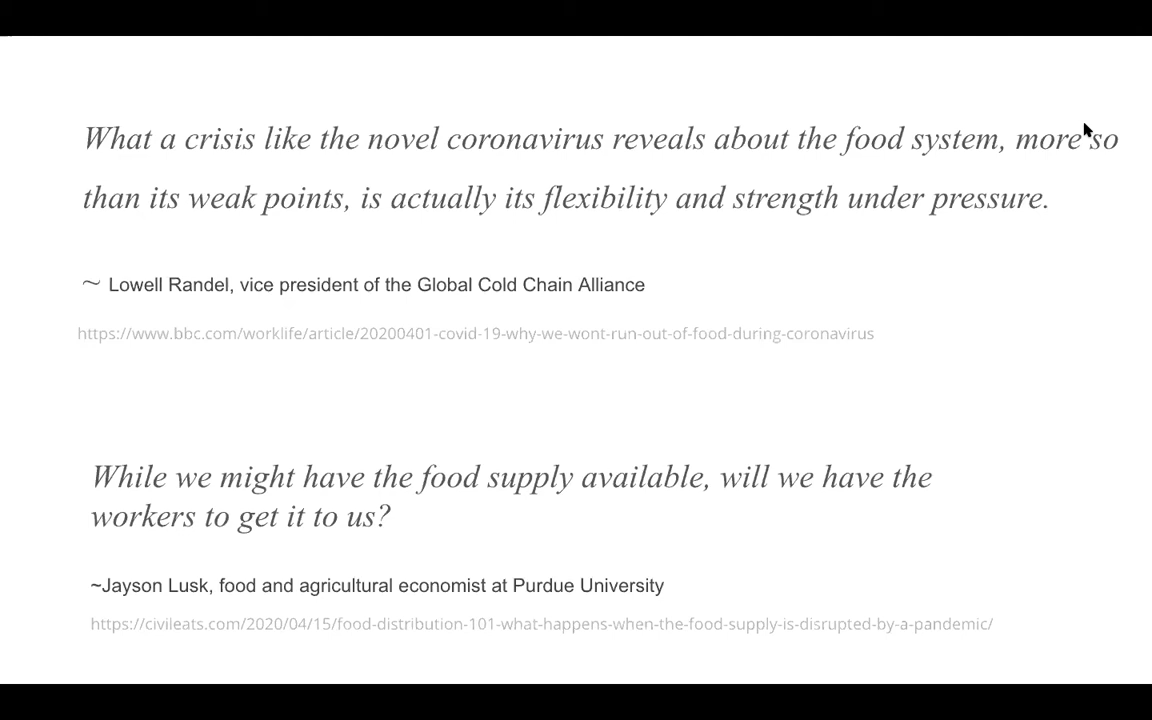 What a crisis like the novel coronavirus reveals about the food system, more so
than its weak points, is actually its flexibility and strength under pressure.
~ Lowell Randel, vice president of the Global Cold Chain Alliance
https://www.bbc.com/worklife/article/20200401-covid-19-why-we-wont-run-out-of-food-during-coronavirus
While we might have the food supply available, will we have the
workers to get it to us?
~Jayson Lusk, food and agricultural economist at Purdue University
https://civileats.com/2020/04/15/food-distribution-101-what-happens-when-the-food-supply-is-disrupted-by-a-pandemic/